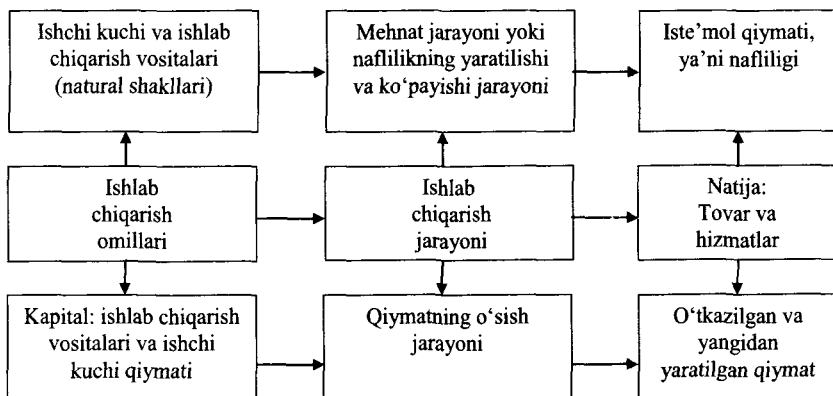 Ishchi kuchi va ishlab
chiqarish vositalari
(natural shakllari)
Mehnat jarayoni yoki
naflilikning yaratilishi
va ko‘payishi jarayoni
Iste’mol qiymati,
ya’ni nafliligi
Ishlab
chiqarish
omillari
Ishlab
chiqarish
jarayoni
Natija:
Tovar va
hizmatlar
Kapital: ishlab chiqarish
vositalari va ishchi
kuchi qiymati
Qiymatning o‘sish
jarayoni
O‘tkazilgan va
yangidan
yaratilgan qiymat